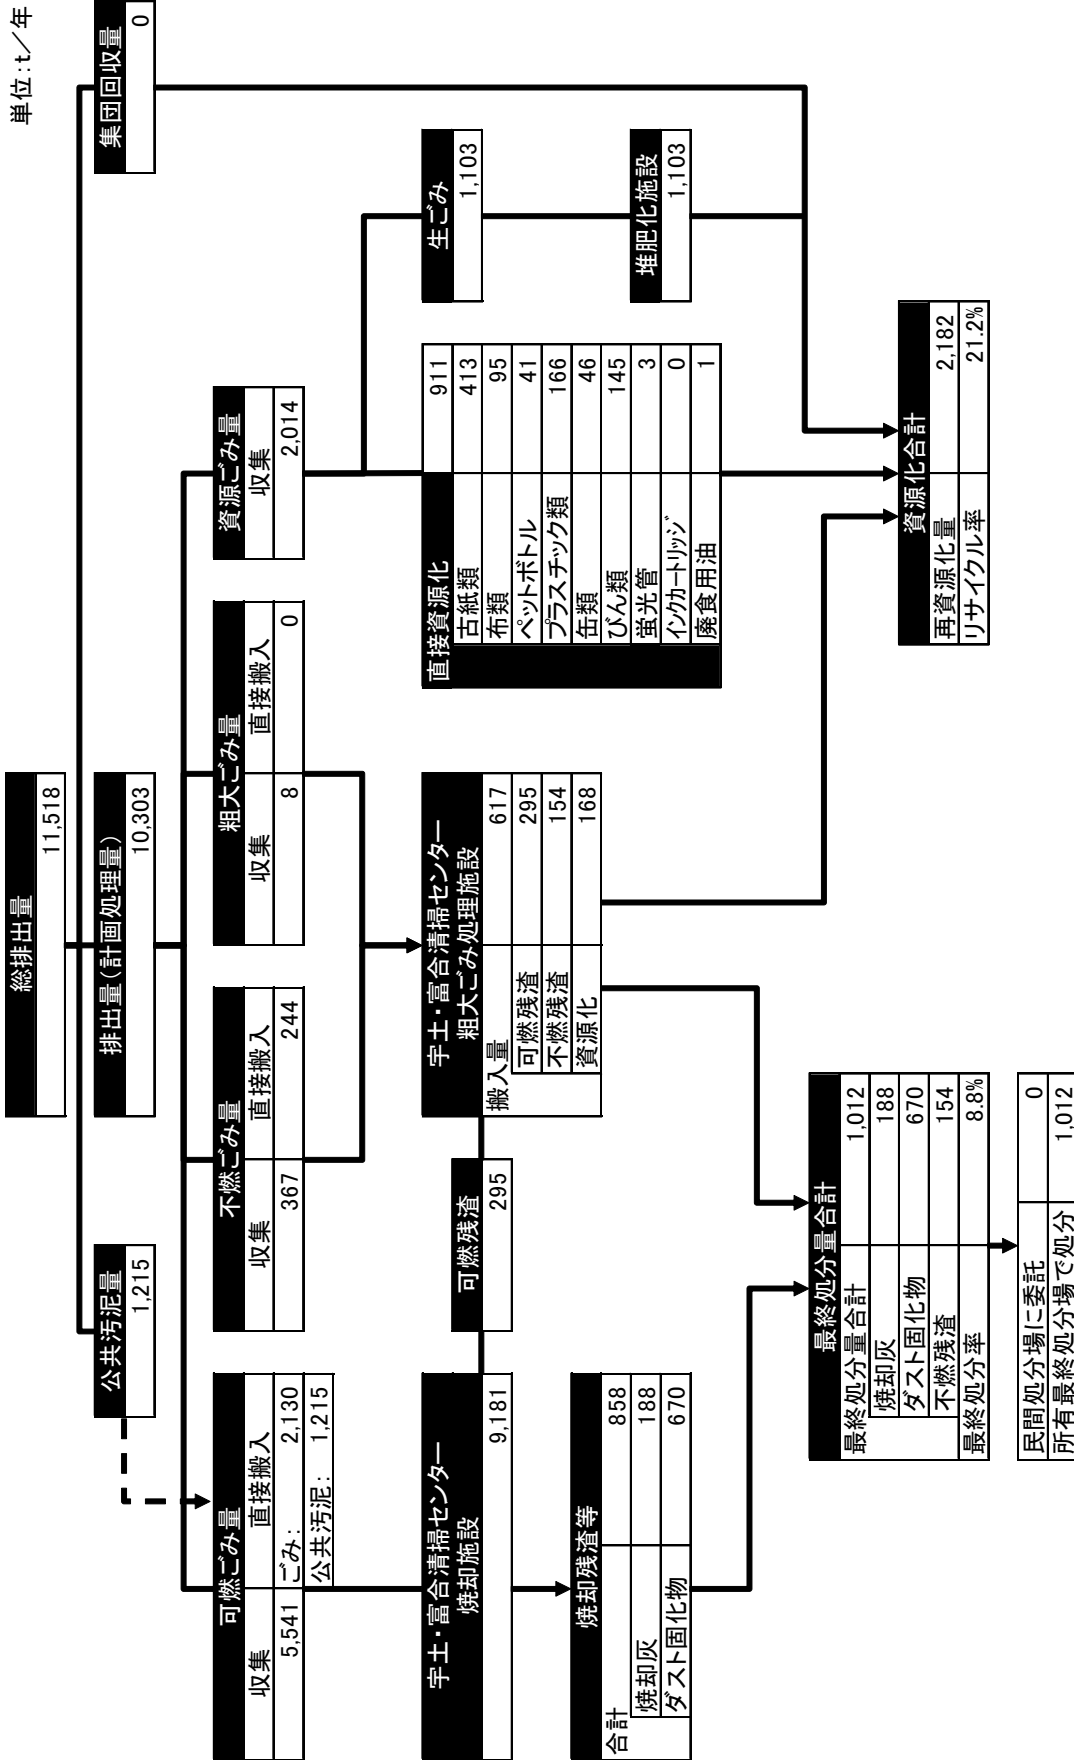 単位:t／年
総排出量
11,518
公共汚泥量
1,215
排出量(計画処理量)
10,303
集団回収量
0
可燃ごみ量
収集 直接搬入
5,541 ごみ: 2,130
公共汚泥: 1,215
不燃ごみ量
収集 直接搬入
367 244
粗大ごみ量
収集 直接搬入
8 0
資源ごみ量
収集
2,014
宇土・富合清掃センター
焼却施設
9,181
可燃残渣
295
宇土・富合清掃センター
粗大ごみ処理施設
搬入量 617
可燃残渣 295
不燃残渣 154
資源化 168
直接資源化 911
古紙類 413
布類 95
ペットボトル 41
プラスチック類 166
缶類 46
びん類 145
蛍光管 3
インクカートリッジ 0
廃食用油 1
生ごみ
1,103
堆肥化施設
1,103
焼却残渣等
合計 858
焼却灰 188
ダスト固化物 670
最終処分量合計
最終処分量合計 1,012
焼却灰 188
ダスト固化物 670
不燃残渣 154
最終処分率 8.8%
資源化合計
再資源化量 2,182
リサイクル率 21.2%
民間処分場に委託 0
所有最終処分場で処分 1,012